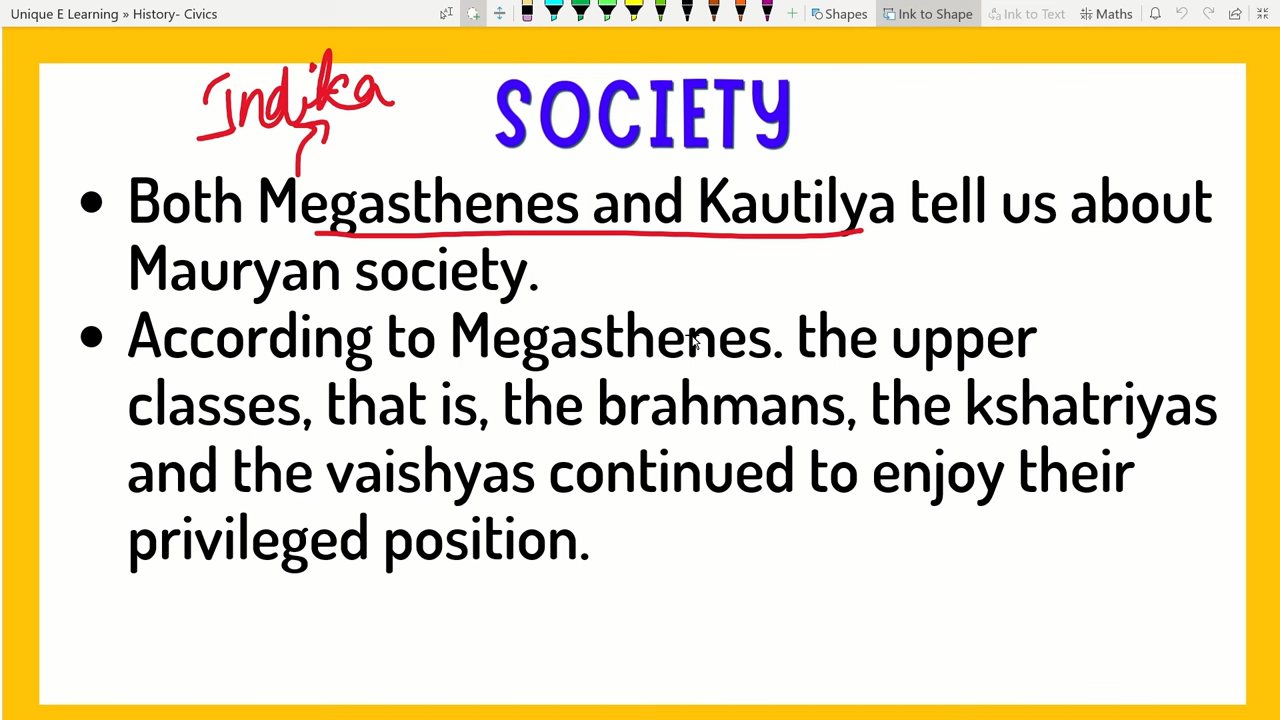 Unique E Learning » History- Civics
Shapes
Ink to Shape
Ink to Text
Maths
Indika
SOCIETY
• Both Megasthenes and Kautilya tell us about
Mauryan society.
• According to Megasthenes. the upper
classes, that is, the brahmans, the kshatriyas
and the vaishyas continued to enjoy their
privileged position.